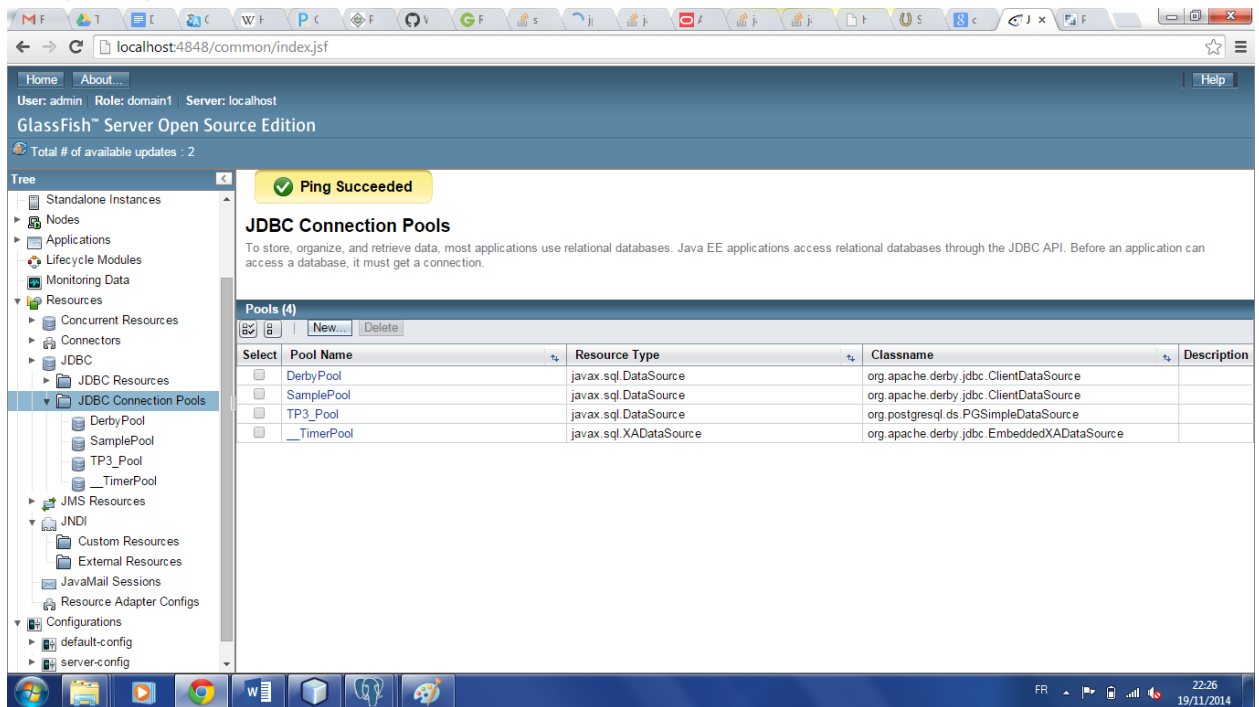 M F
T
E
C
W F
P (
F
V
G F
s
j
j
A
j
j
F
S
8 c
J ×
F
localhost:4848/common/index.jsf
Home About... Help
User: admin Role: domain1 Server: localhost
GlassFish™ Server Open Source Edition
Total # of available updates : 2
Tree
Standalone Instances
Nodes
Applications
Lifecycle Modules
Monitoring Data
Resources
Concurrent Resources
Connectors
JDBC
JDBC Resources
JDBC Connection Pools
DerbyPool
SamplePool
TP3_Pool
__TimerPool
JMS Resources
JNDI
Custom Resources
External Resources
JavaMail Sessions
Resource Adapter Configs
Configurations
default-config
server-config
Ping Succeeded
JDBC Connection Pools
To store, organize, and retrieve data, most applications use relational databases. Java EE applications access relational databases through the JDBC API. Before an application can
access a database, it must get a connection.
Pools (4)
New... Delete
Select Pool Name Resource Type Classname Description
DerbyPool javax.sql.DataSource org.apache.derby.jdbc.ClientDataSource
SamplePool javax.sql.DataSource org.apache.derby.jdbc.ClientDataSource
TP3_Pool javax.sql.DataSource org.postgresql.ds.PGSimpleDataSource
__TimerPool javax.sql.XADataSource org.apache.derby.jdbc.EmbeddedXADataSource
FR 22:26
19/11/2014